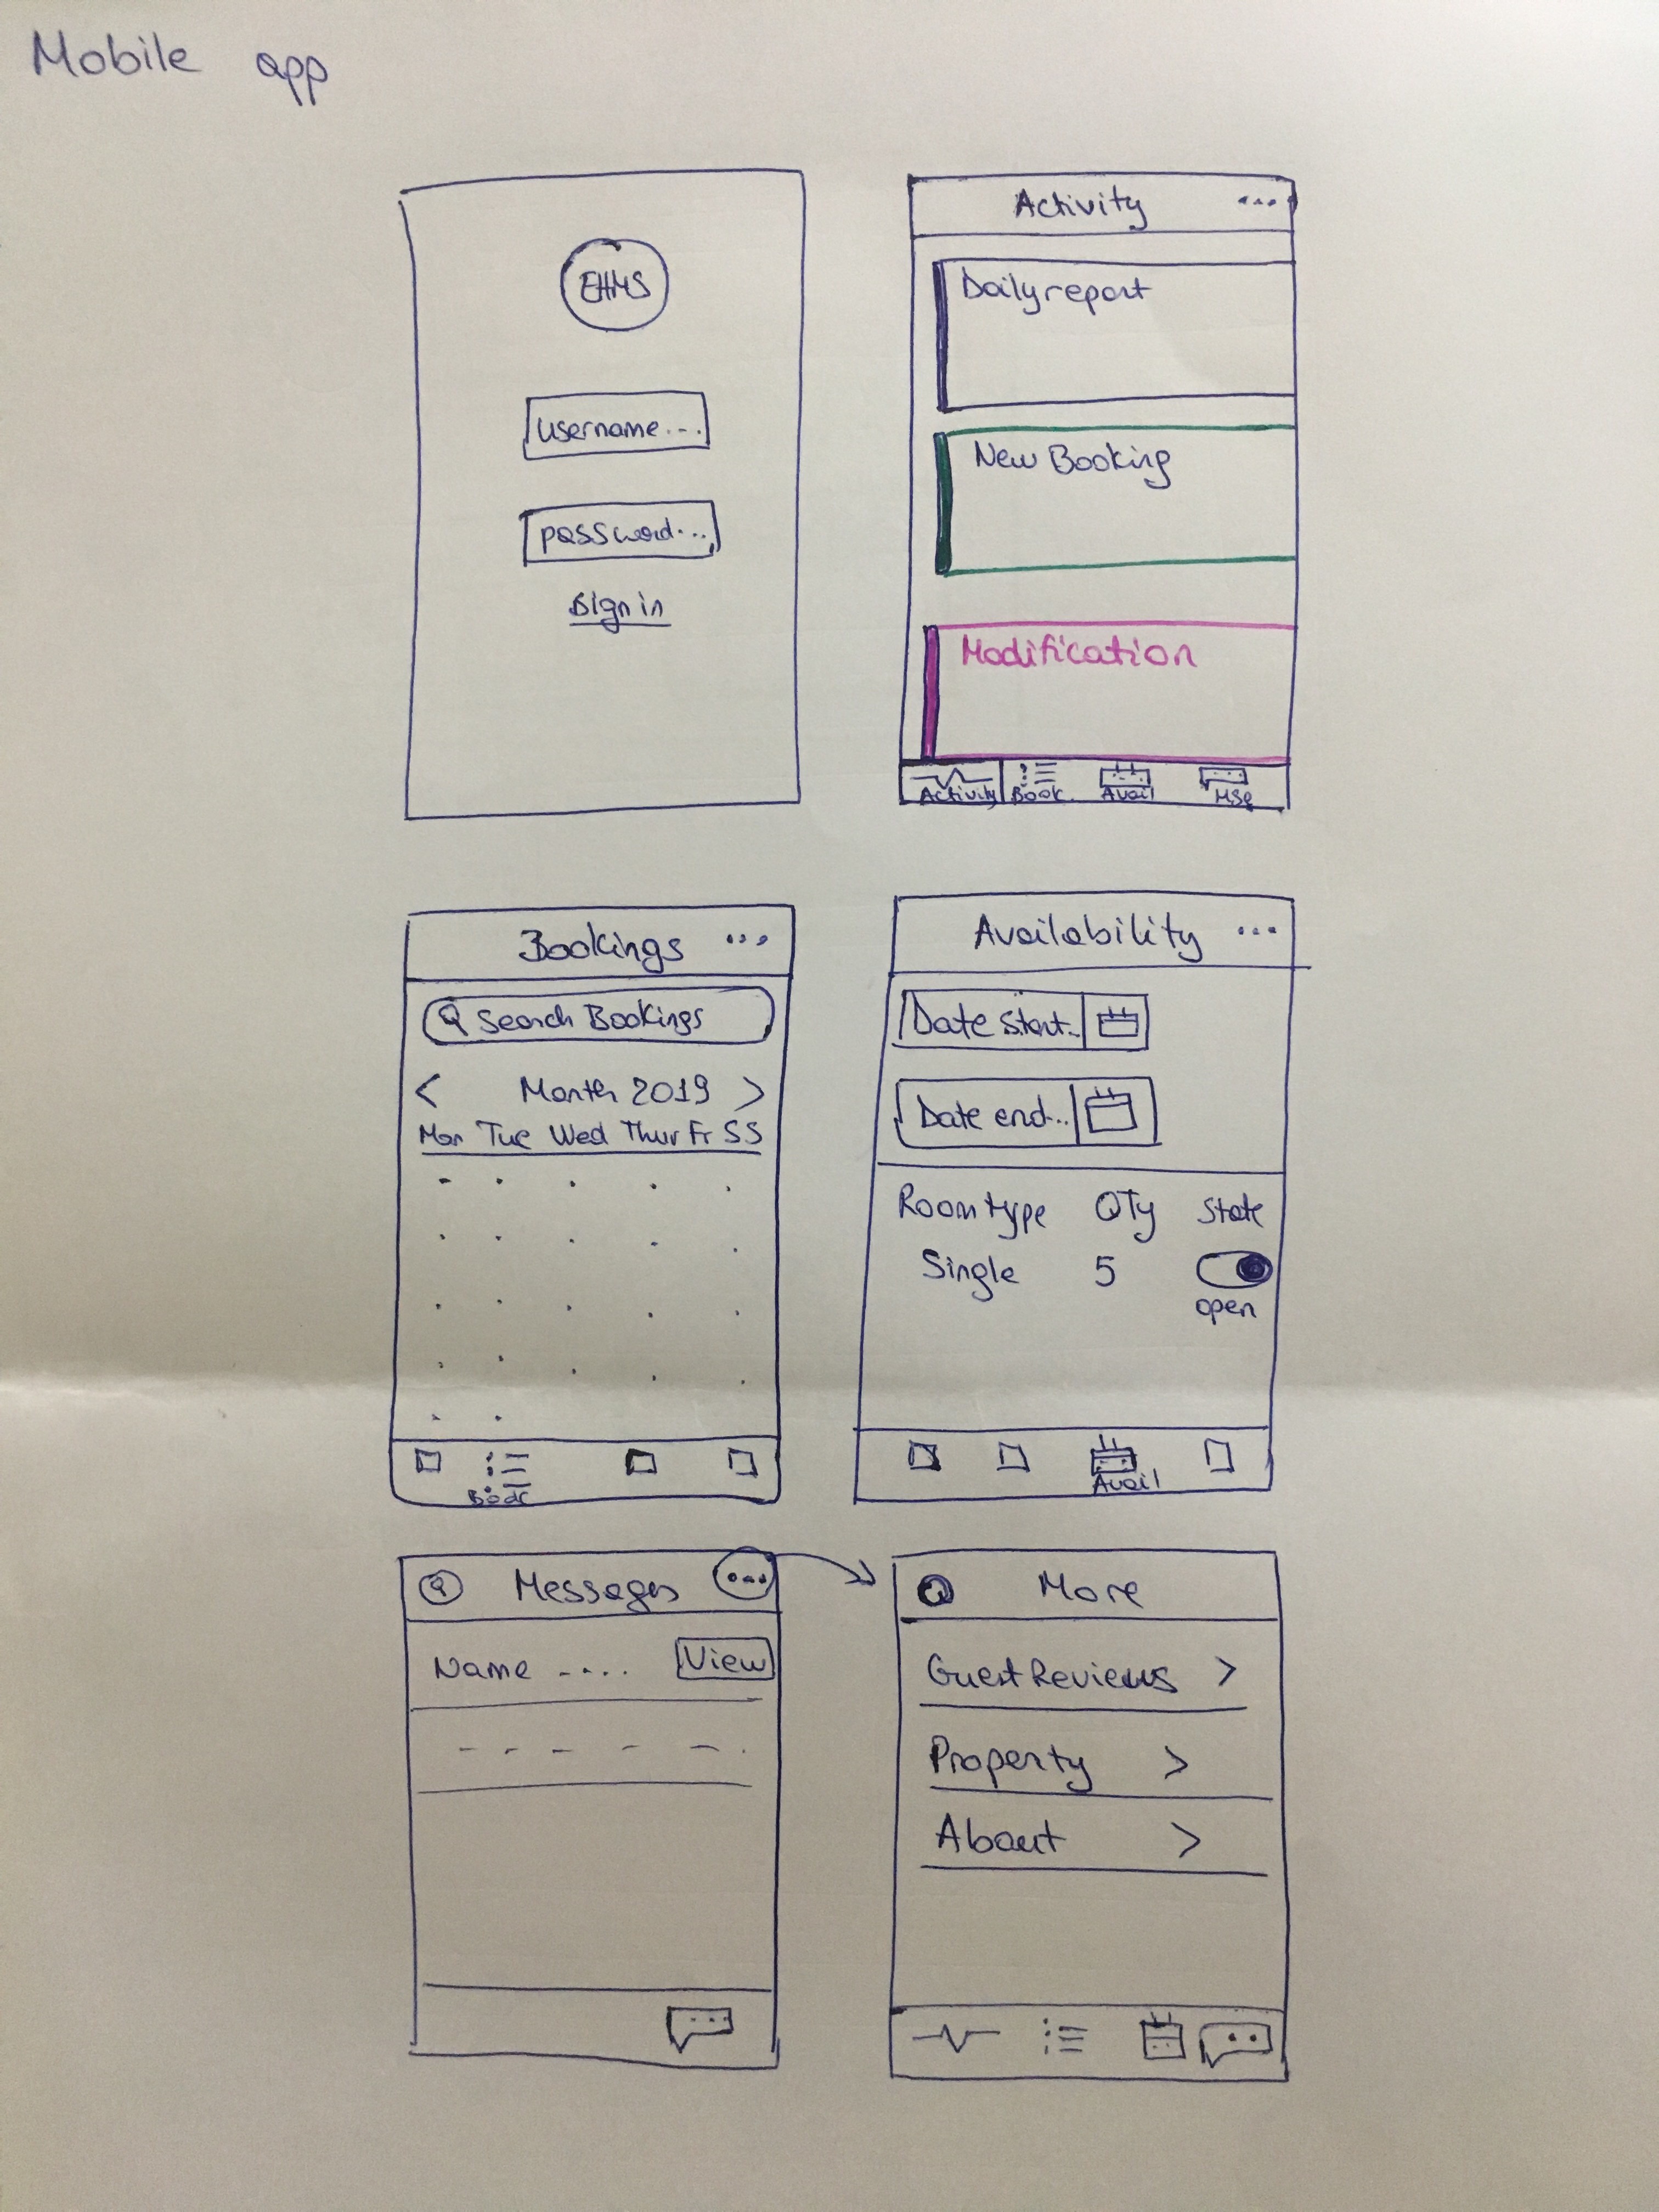 Mobile app
EHMS
username...
password...
Sign in
Activity ...
Daily report
New Booking
Modification
Activity Book. Avail Msg
Bookings ...
Search Bookings
< Month 2019 >
Mon Tue Wed Thur Fr S S
Book
Availability ...
Date Start..
Date end...
Room type QTy State
Single 5
open
Avail
Messages ...
Name .... View
More
Guest Reviews >
Property >
About >